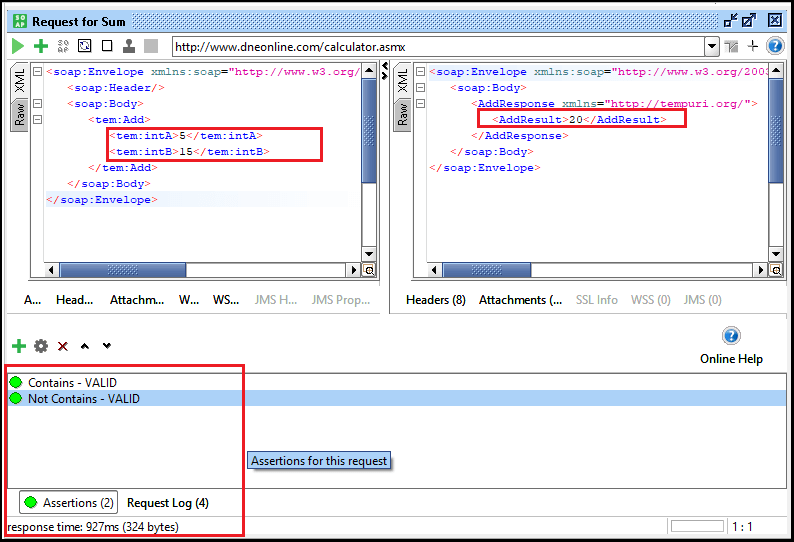 SO
AP
Request for Sum
SO
AP
http://www.dneonline.com/calculator.asmx
XML
Raw
<soap:Envelope xmlns:soap="http://www.w3.org/
<soap:Header/>
<soap:Body>
<tem:Add>
<tem:intA>5</tem:intA>
<tem:intB>15</tem:intB>
</tem:Add>
</soap:Body>
</soap:Envelope>
XML
Raw
<soap:Envelope xmlns:soap="http://www.w3.org/2003
<soap:Body>
<AddResponse xmlns="http://tempuri.org/">
<AddResult>20</AddResult>
</AddResponse>
</soap:Body>
</soap:Envelope>
A... Head... Attachm... W... WS... JMS H... JMS Prop...
Headers (8) Attachments (... SSL Info WSS (0) JMS (0)
Online Help
Contains - VALID
Not Contains - VALID
Assertions for this request
Assertions (2) Request Log (4)
response time: 927ms (324 bytes)
1 : 1